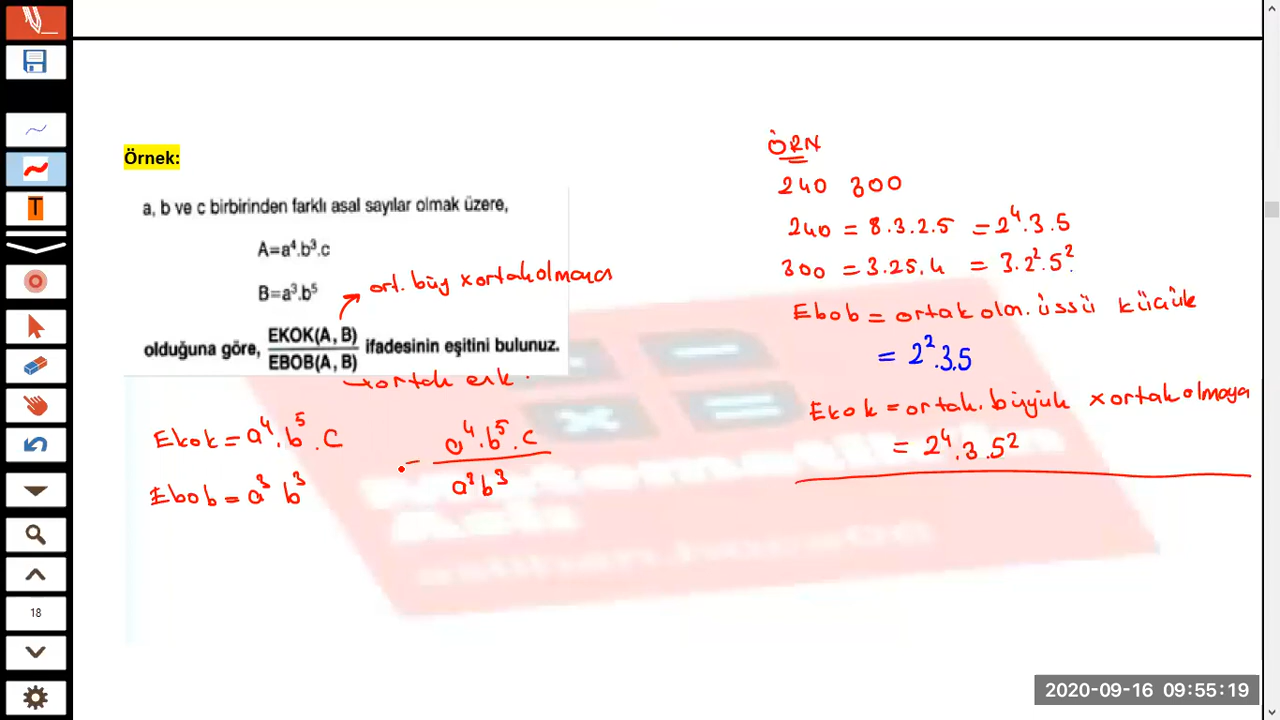 Örnek:
a, b ve c birbirinden farklı asal sayılar olmak üzere,
A=a⁴.b³.c
B=a³.b⁵
ort. büy x ortak olmaya
olduğuna göre, EKOK(A, B) / EBOB(A, B) ifadesinin eşitini bulunuz.
Ekok = a⁴.b⁵.c
Ebob = a³ b³
a⁴.b⁵.c
a³b³
ÖRN
240 300
240 = 8.3.2.5 = 2⁴.3.5
300 = 3.25.4 = 3.2².5²
Ebob = ortak olm. üssü küçük
= 2².3.5
Ekok = ortak. büyük x ortak olmaya
= 2⁴.3.5²
T
18
2020-09-16 09:55:19